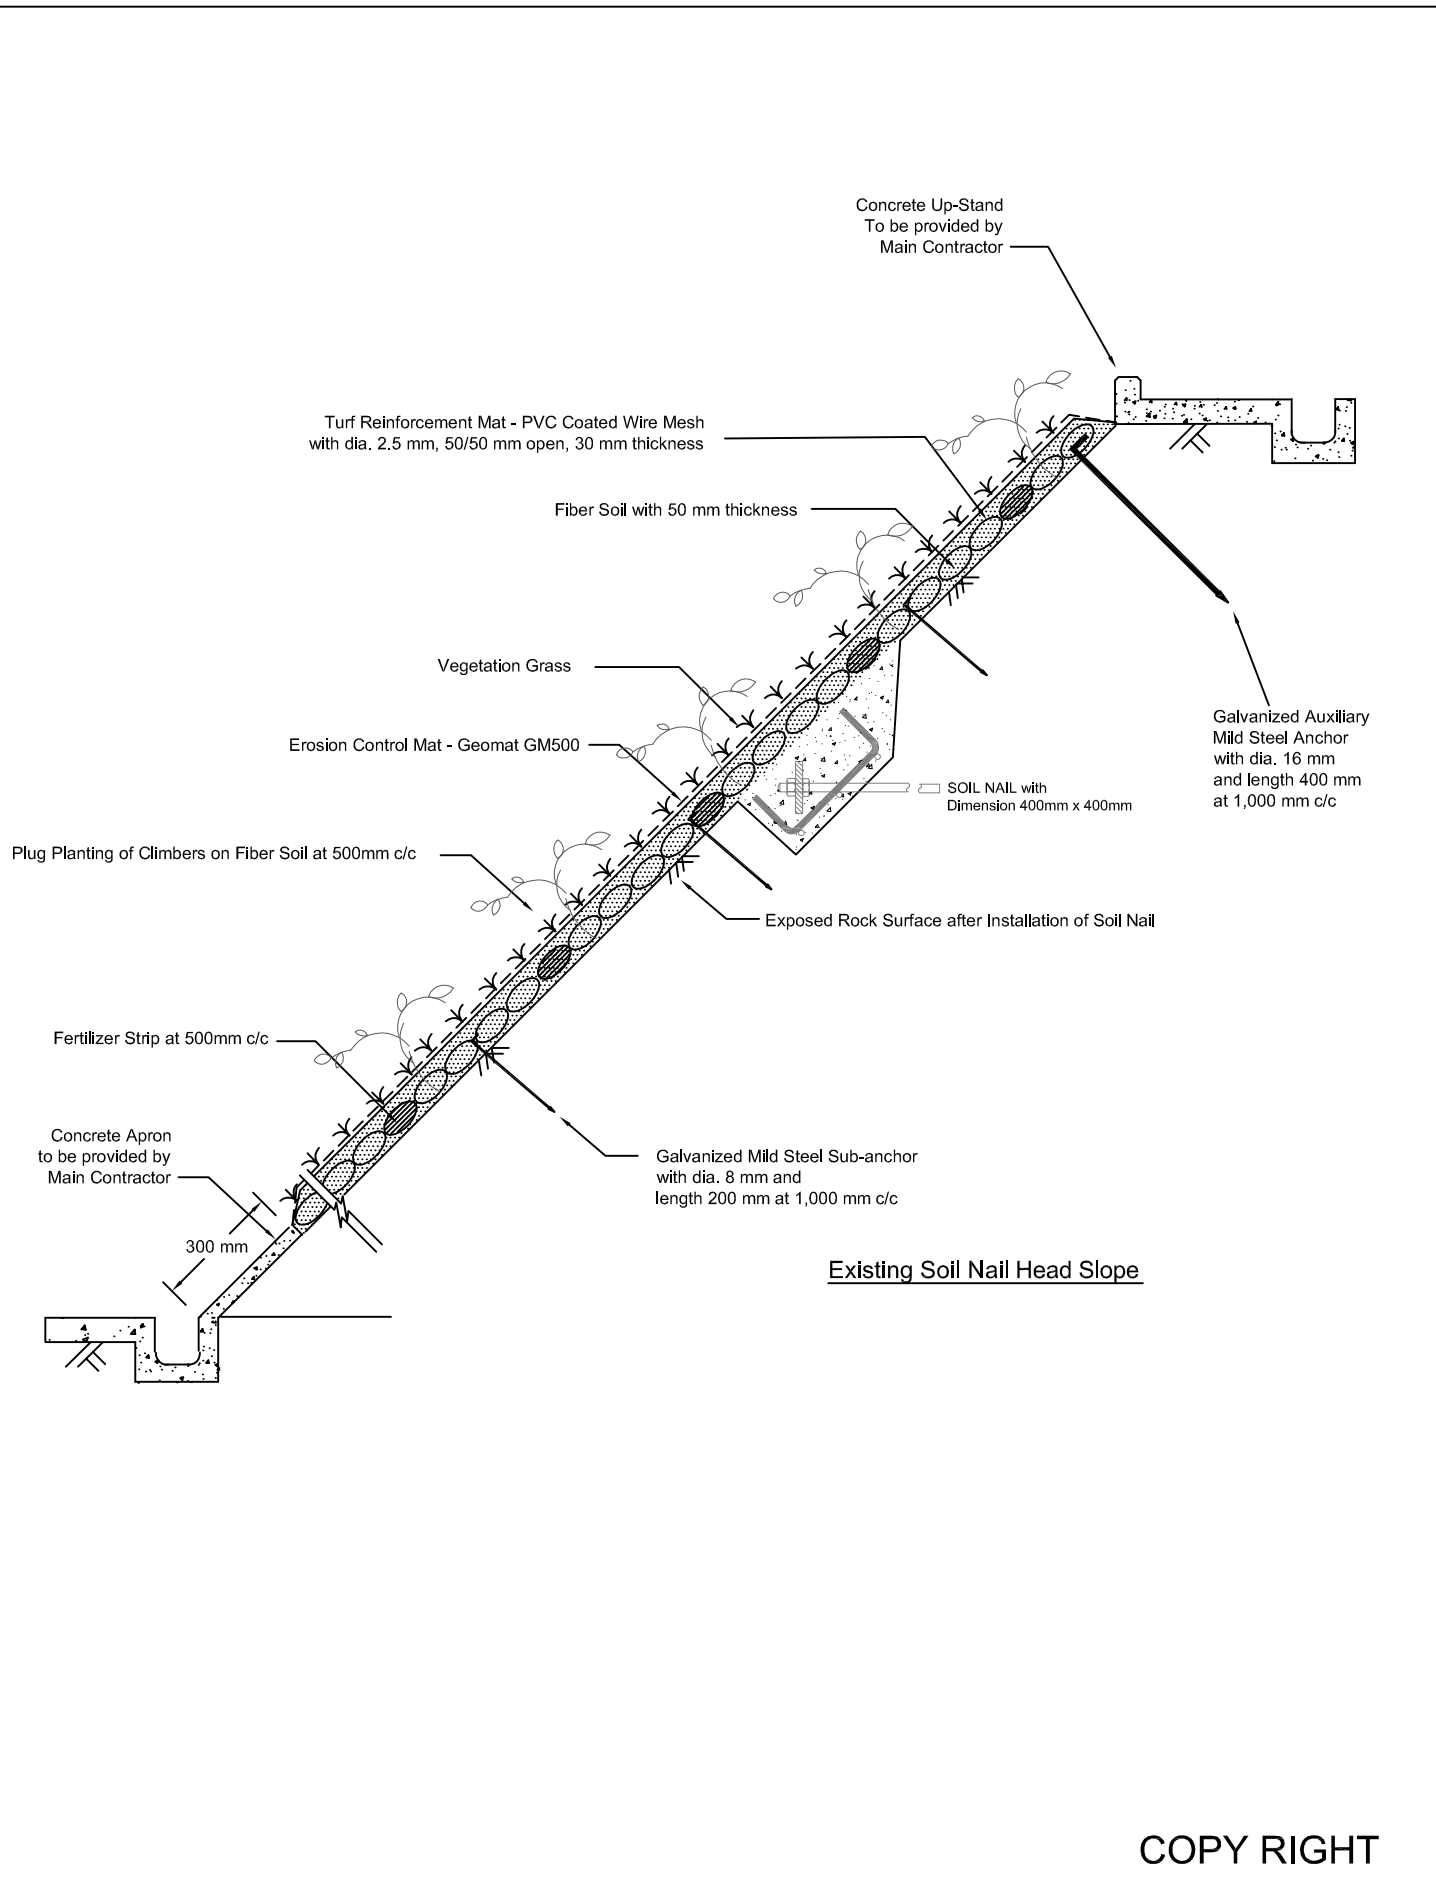 Concrete Up-Stand
To be provided by
Main Contractor
Turf Reinforcement Mat - PVC Coated Wire Mesh
with dia. 2.5 mm, 50/50 mm open, 30 mm thickness
Fiber Soil with 50 mm thickness
Vegetation Grass
Erosion Control Mat - Geomat GM500
Galvanized Auxiliary
Mild Steel Anchor
with dia. 16 mm
and length 400 mm
at 1,000 mm c/c
SOIL NAIL with
Dimension 400mm x 400mm
Plug Planting of Climbers on Fiber Soil at 500mm c/c
Exposed Rock Surface after Installation of Soil Nail
Fertilizer Strip at 500mm c/c
Concrete Apron
to be provided by
Main Contractor
300 mm
Galvanized Mild Steel Sub-anchor
with dia. 8 mm and
length 200 mm at 1,000 mm c/c
Existing Soil Nail Head Slope
COPY RIGHT